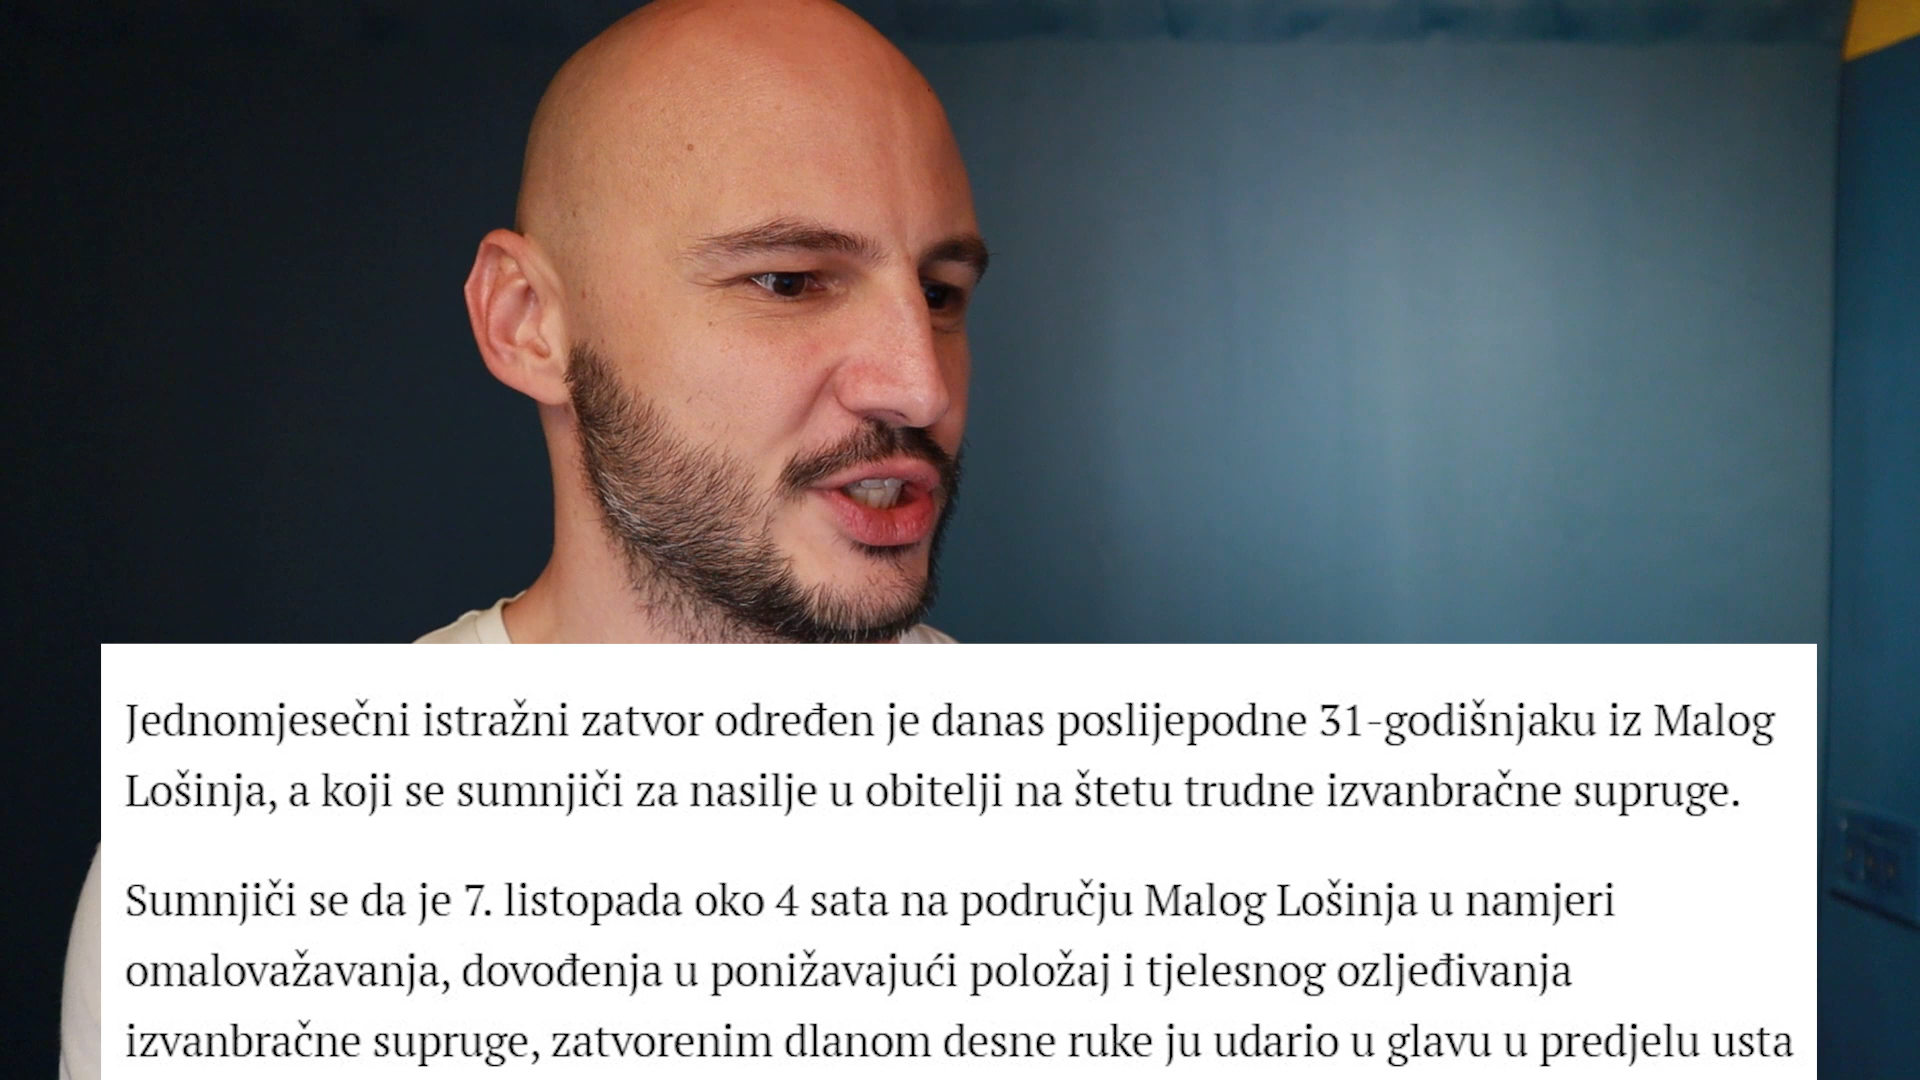 Jednomjesečni istražni zatvor određen je danas poslijepodne 31-godišnjaku iz Malog
Lošinja, a koji se sumnjiči za nasilje u obitelji na štetu trudne izvanbračne supruge.
Sumnjiči se da je 7. listopada oko 4 sata na području Malog Lošinja u namjeri
omalovažavanja, dovođenja u ponižavajući položaj i tjelesnog ozljeđivanja
izvanbračne supruge, zatvorenim dlanom desne ruke ju udario u glavu u predjelu usta